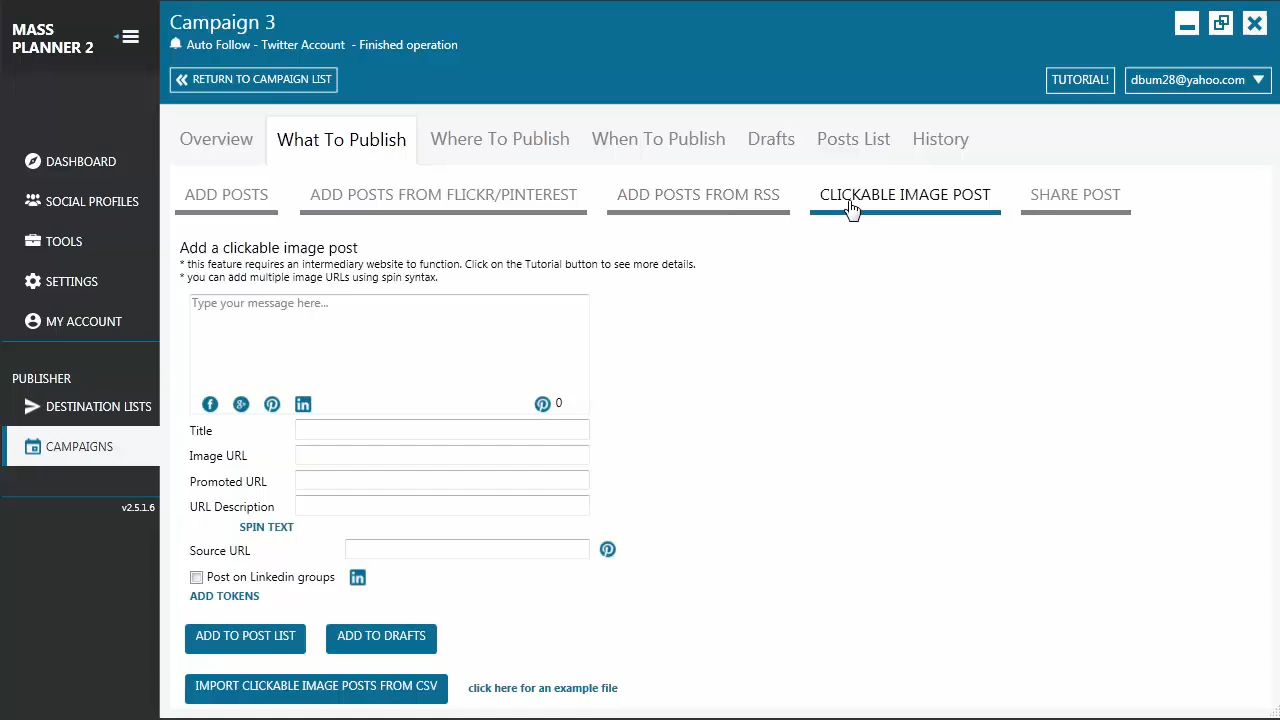 MASS
PLANNER 2
Campaign 3
Auto Follow - Twitter Account - Finished operation
RETURN TO CAMPAIGN LIST
TUTORIAL!
dbum28@yahoo.com
DASHBOARD
SOCIAL PROFILES
TOOLS
SETTINGS
MY ACCOUNT
PUBLISHER
DESTINATION LISTS
CAMPAIGNS
v2.5.1.6
Overview What To Publish Where To Publish When To Publish Drafts Posts List History
ADD POSTS ADD POSTS FROM FLICKR/PINTEREST ADD POSTS FROM RSS CLICKABLE IMAGE POST SHARE POST
Add a clickable image post
* this feature requires an intermediary website to function. Click on the Tutorial button to see more details.
* you can add multiple image URLs using spin syntax.
Type your message here...
0
Title
Image URL
Promoted URL
URL Description
SPIN TEXT
Source URL
Post on Linkedin groups
ADD TOKENS
ADD TO POST LIST ADD TO DRAFTS
IMPORT CLICKABLE IMAGE POSTS FROM CSV click here for an example file